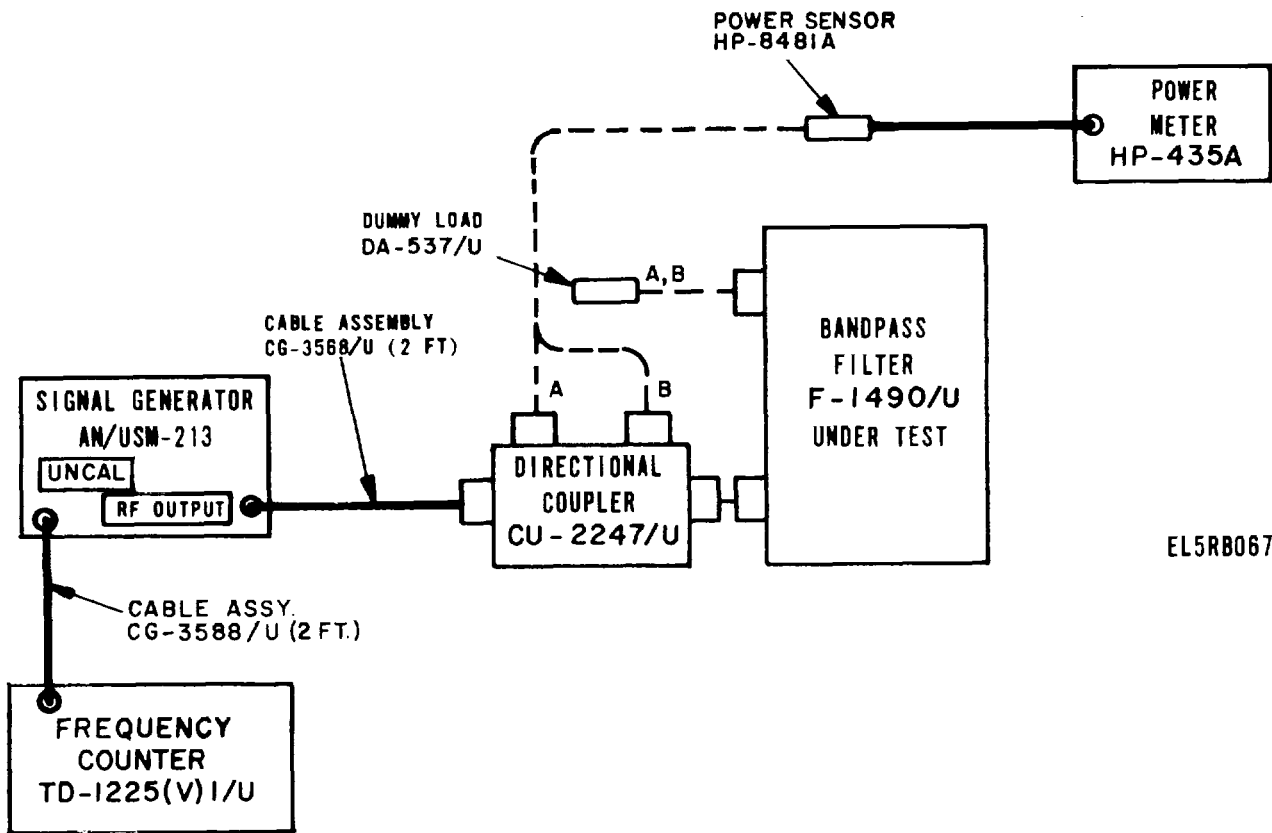 POWER SENSOR
HP-8481A
POWER
METER
HP-435A
DUMMY LOAD
DA-537/U
A,B
CABLE ASSEMBLY
CG-3568/U (2 FT)
BANDPASS
FILTER
F-1490/U
UNDER TEST
A
B
SIGNAL GENERATOR
AN/USM-213
UNCAL
RF OUTPUT
DIRECTIONAL
COUPLER
CU-2247/U
EL5RB067
CABLE ASSY.
CG-3588/U (2 FT.)
FREQUENCY
COUNTER
TD-1225(V)1/U